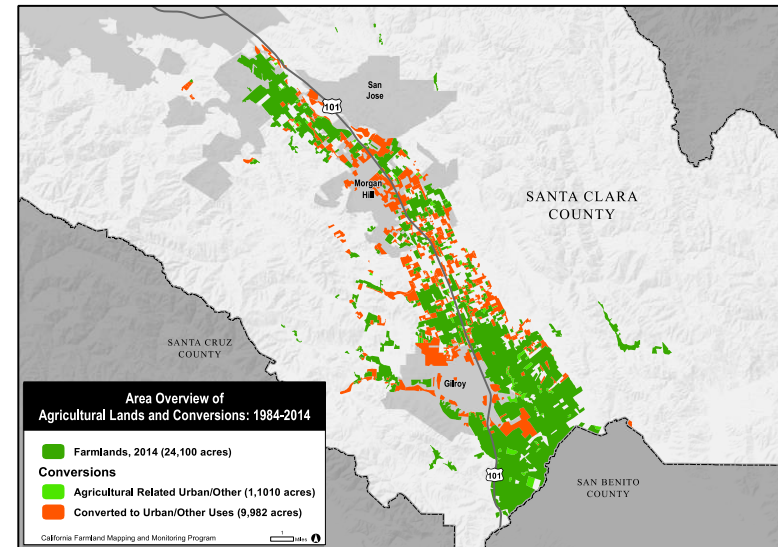 San
Jose
101
Morgan
Hill
SANTA CLARA
COUNTY
SANTA CRUZ
COUNTY
Gilroy
Area Overview of
Agricultural Lands and Conversions: 1984-2014
Farmlands, 2014 (24,100 acres)
Conversions
Agricultural Related Urban/Other (1,1010 acres)
Converted to Urban/Other Uses (9,982 acres)
California Farmland Mapping and Monitoring Program
1
Miles
101
SAN BENITO
COUNTY